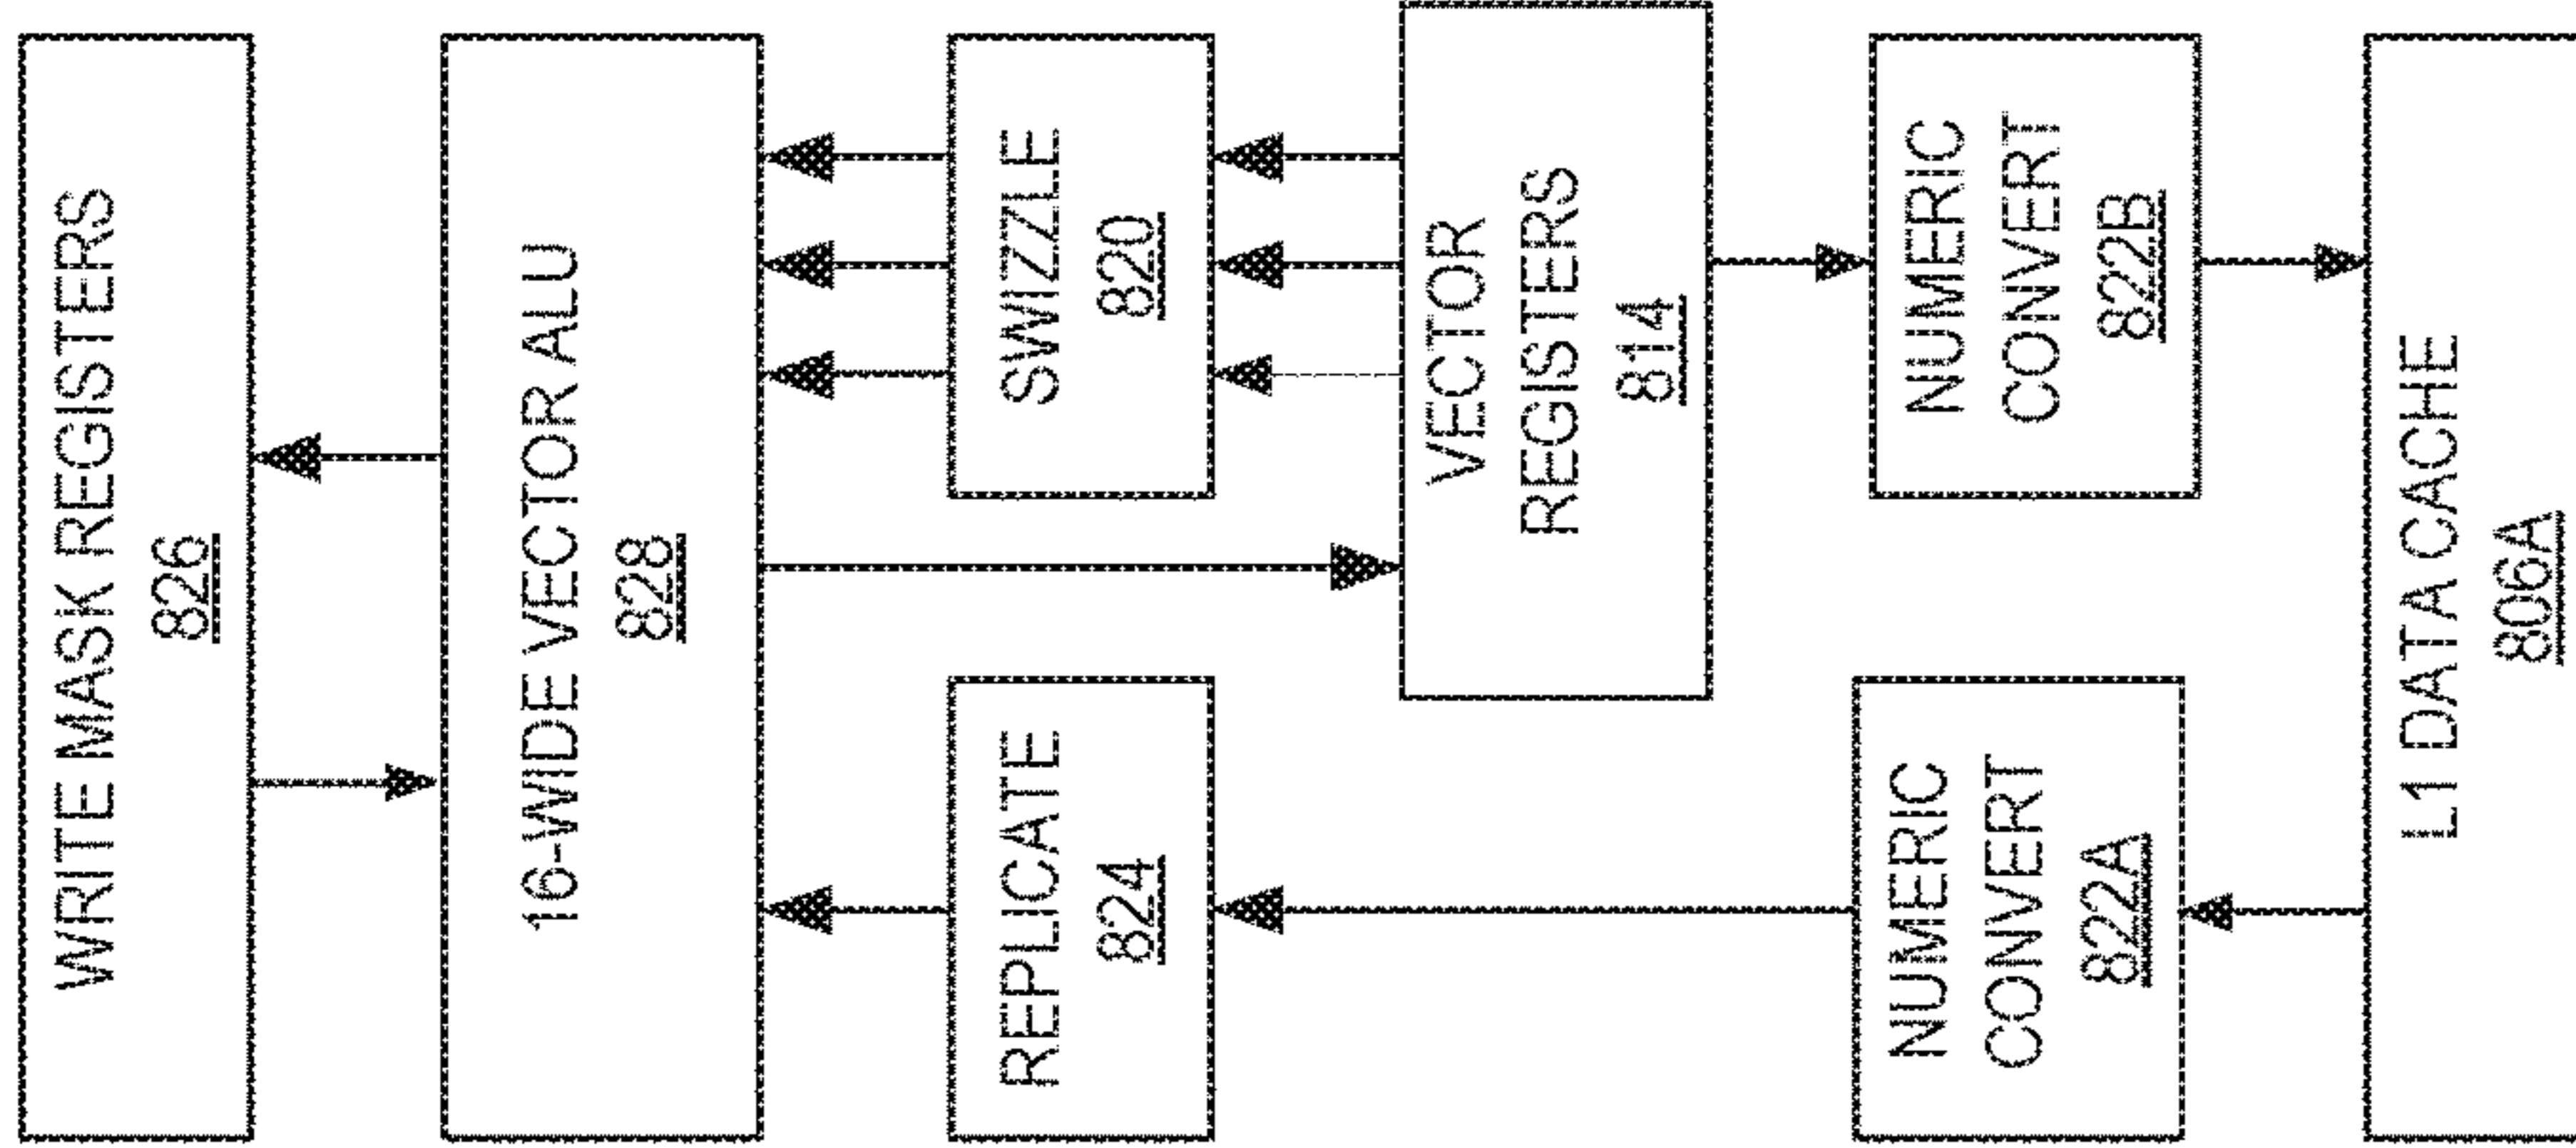 WRITE MASK REGISTERS
826
16-WIDE VECTOR ALU
828
REPLICATE
824
SWIZZLE
820
VECTOR
REGISTERS
814
NUMERIC
CONVERT
822A
NUMERIC
CONVERT
822B
L1 DATA CACHE
806A